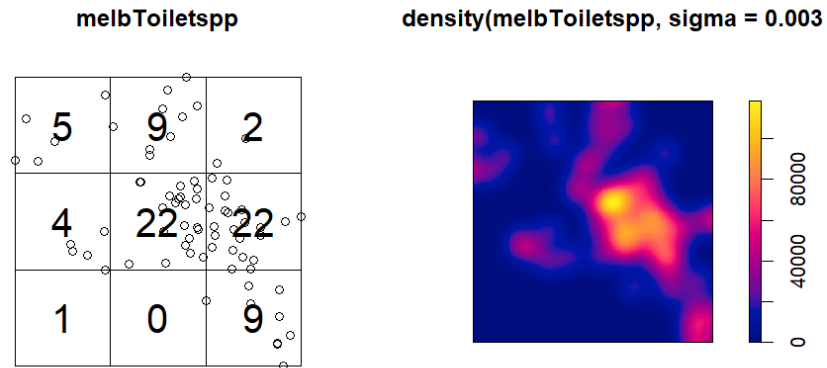 melbToiletspp
density(melbToiletspp, sigma = 0.003
5 9 2
4 22 22
1 0 9
80000
40000
0